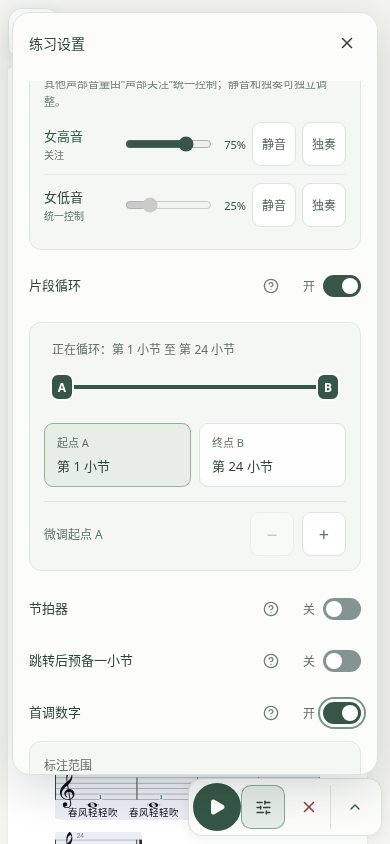 练习设置
其他声部音量由“声部关注”统一控制；静音和独奏可独立调
整。
女高音
关注
75%
静音
独奏
女低音
统一控制
25%
静音
独奏
片段循环
开
正在循环：第 1 小节 至 第 24 小节
A
B
起点 A
第 1 小节
终点 B
第 24 小节
微调起点 A
节拍器
关
跳转后预备一小节
关
首调数字
开
标注范围
春风轻轻吹 春风轻轻吹
24